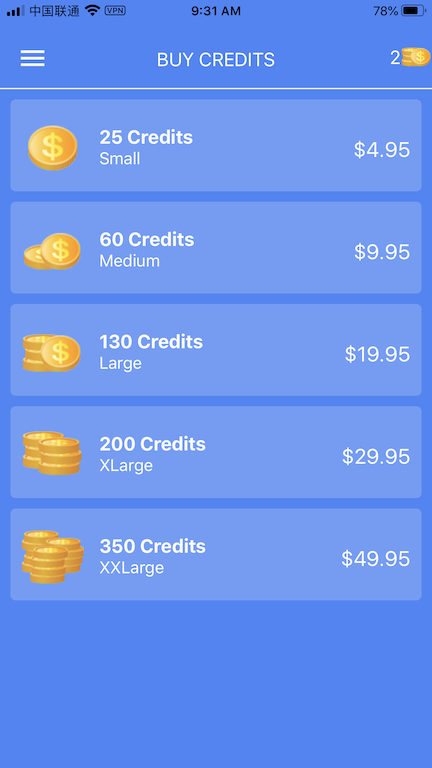 中国联通 VPN 9:31 AM 78%
BUY CREDITS 2
25 Credits
Small
$4.95
60 Credits
Medium
$9.95
130 Credits
Large
$19.95
200 Credits
XLarge
$29.95
350 Credits
XXLarge
$49.95